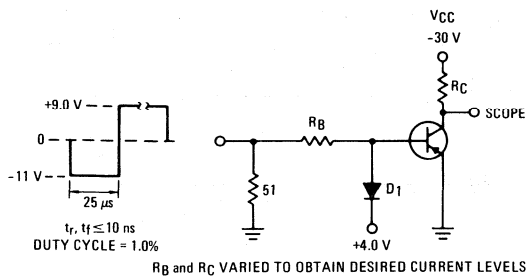 VCC
-30 V
RC
SCOPE
+9.0 V
0
-11 V
25 μs
tr, tf ≤ 10 ns
DUTY CYCLE = 1.0%
RB
51
D1
+4.0 V
RB and RC VARIED TO OBTAIN DESIRED CURRENT LEVELS